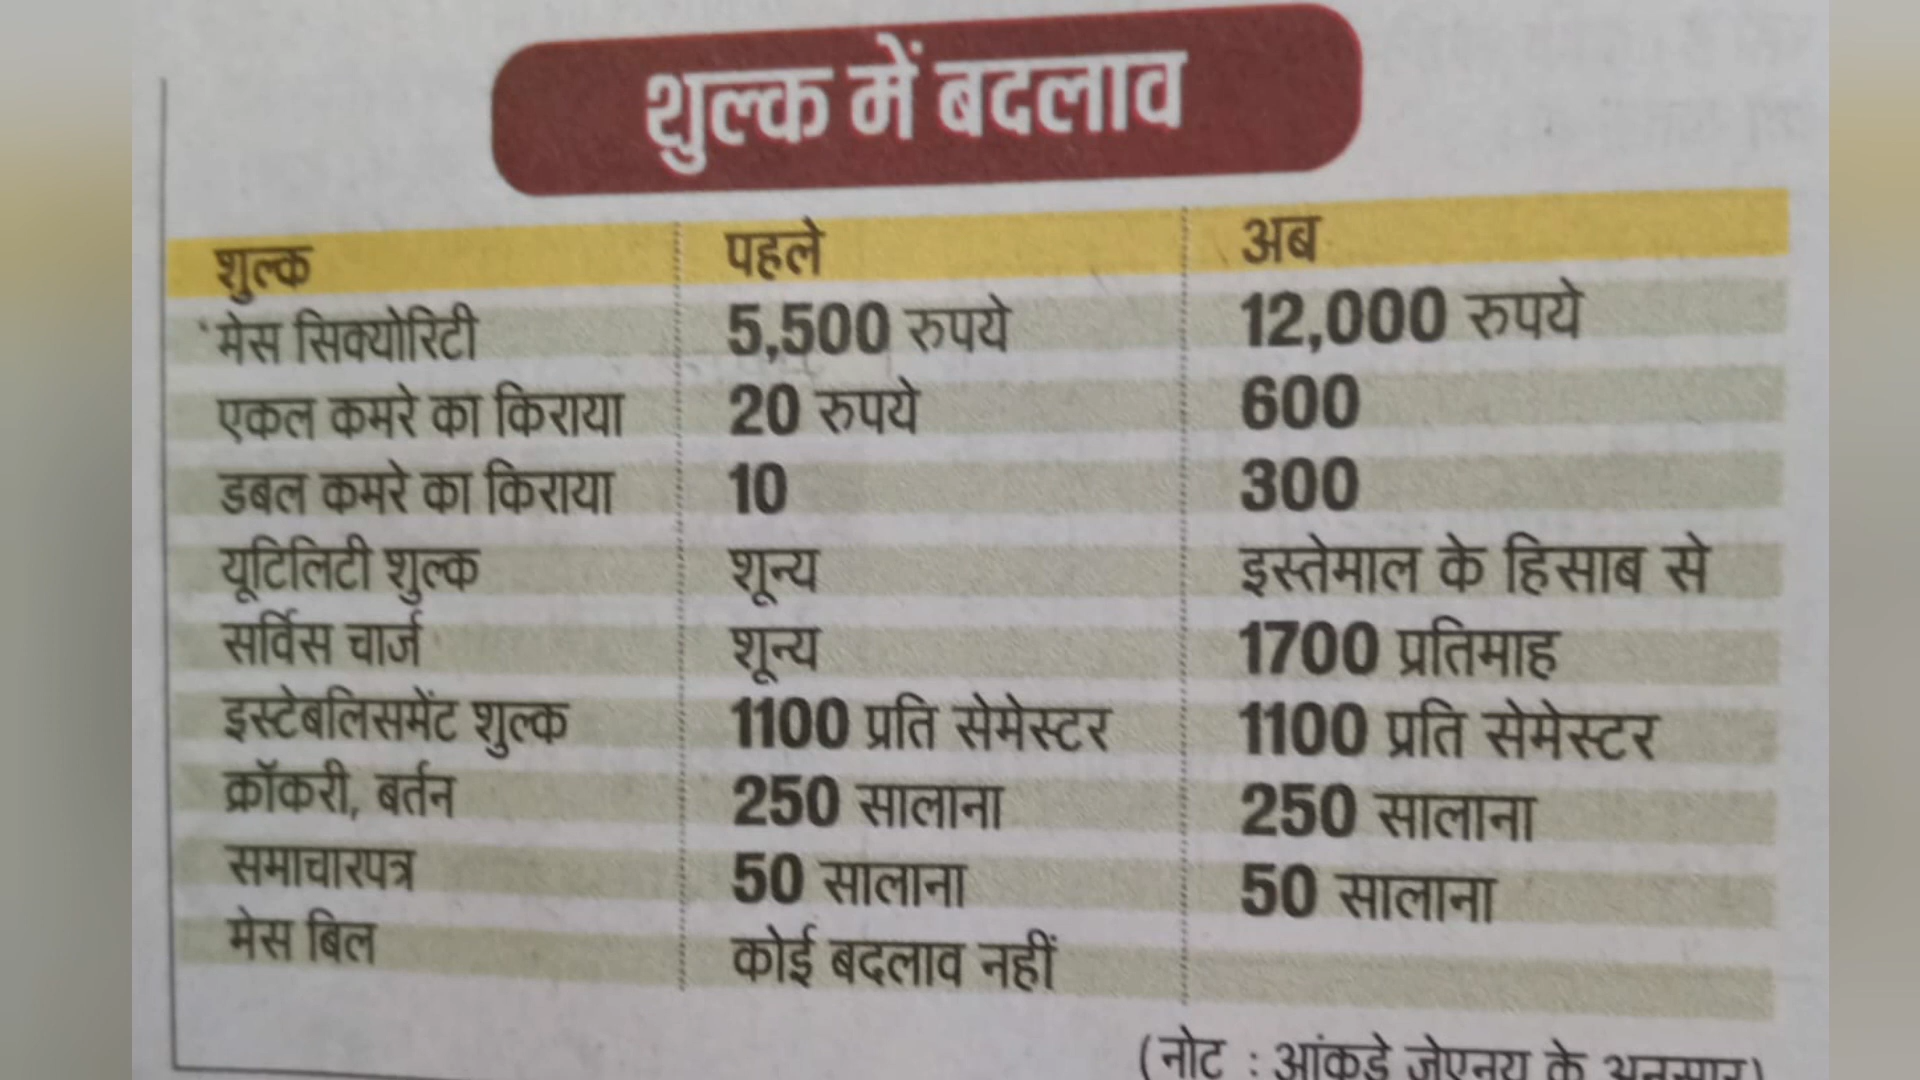 शुल्क में बदलाव
शुल्क पहले अब
मेस सिक्योरिटी 5,500 रुपये 12,000 रुपये
एकल कमरे का किराया 20 रुपये 600
डबल कमरे का किराया 10 300
यूटिलिटी शुल्क शून्य इस्तेमाल के हिसाब से
सर्विस चार्ज शून्य 1700 प्रतिमाह
इस्टेबलिसमेंट शुल्क 1100 प्रति सेमेस्टर 1100 प्रति सेमेस्टर
क्रॉकरी, बर्तन 250 सालाना 250 सालाना
समाचारपत्र 50 सालाना 50 सालाना
मेस बिल कोई बदलाव नहीं
(नोट : आंकड़े जेएनयू के अनुसार)